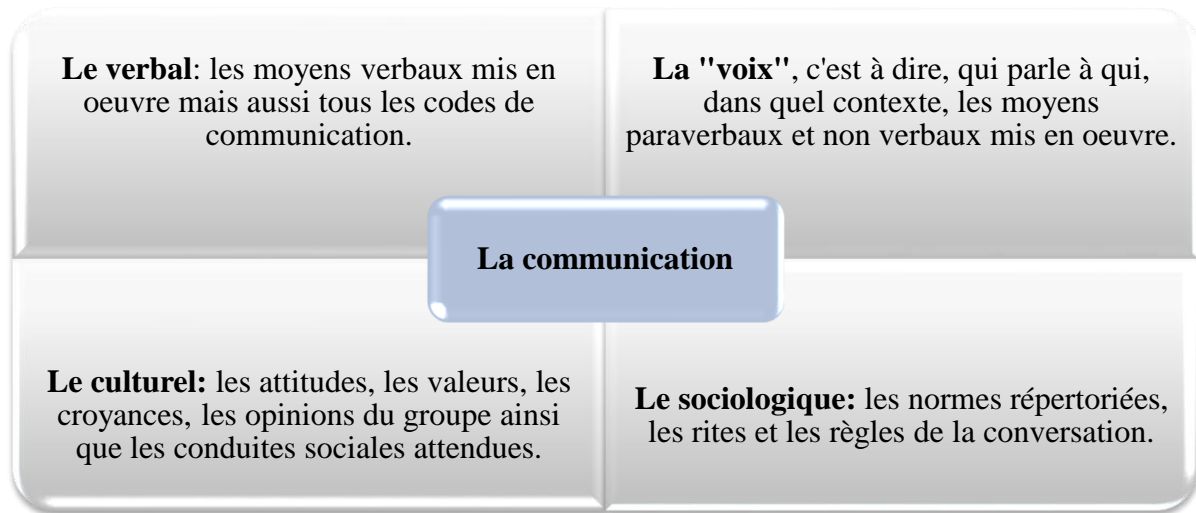 Le verbal: les moyens verbaux mis en
oeuvre mais aussi tous les codes de
communication.
La "voix", c'est à dire, qui parle à qui,
dans quel contexte, les moyens
paraverbaux et non verbaux mis en oeuvre.
La communication
Le culturel: les attitudes, les valeurs, les
croyances, les opinions du groupe ainsi
que les conduites sociales attendues.
Le sociologique: les normes répertoriées,
les rites et les règles de la conversation.